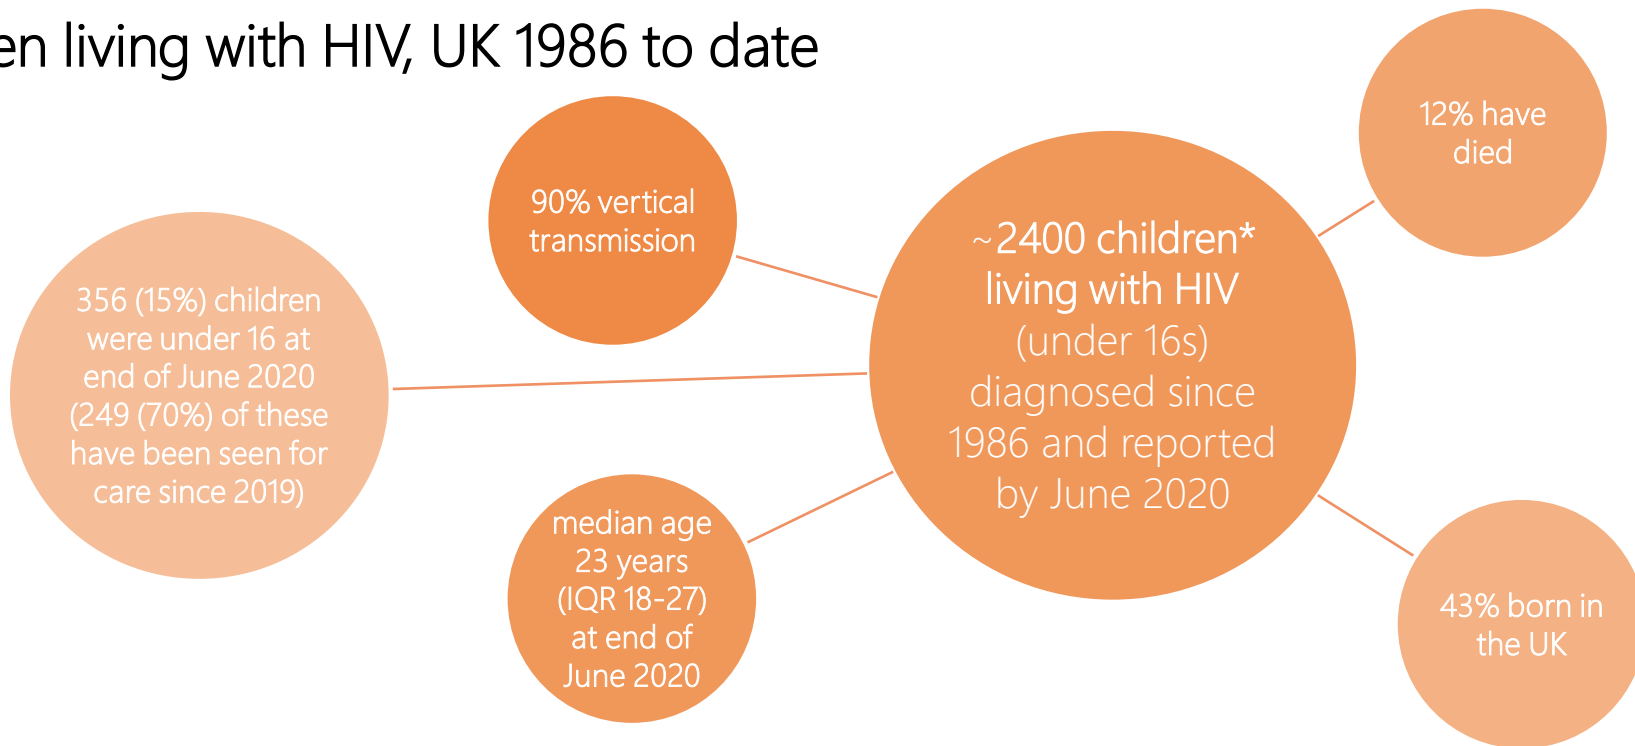 en living with HIV, UK 1986 to date
12% have
died
90% vertical
transmission
~2400 children*
living with HIV
(under 16s)
diagnosed since
1986 and reported
by June 2020
356 (15%) children
were under 16 at
end of June 2020
(249 (70%) of these
have been seen for
care since 2019)
median age
23 years
(IQR 18-27)
at end of
June 2020
43% born in
the UK